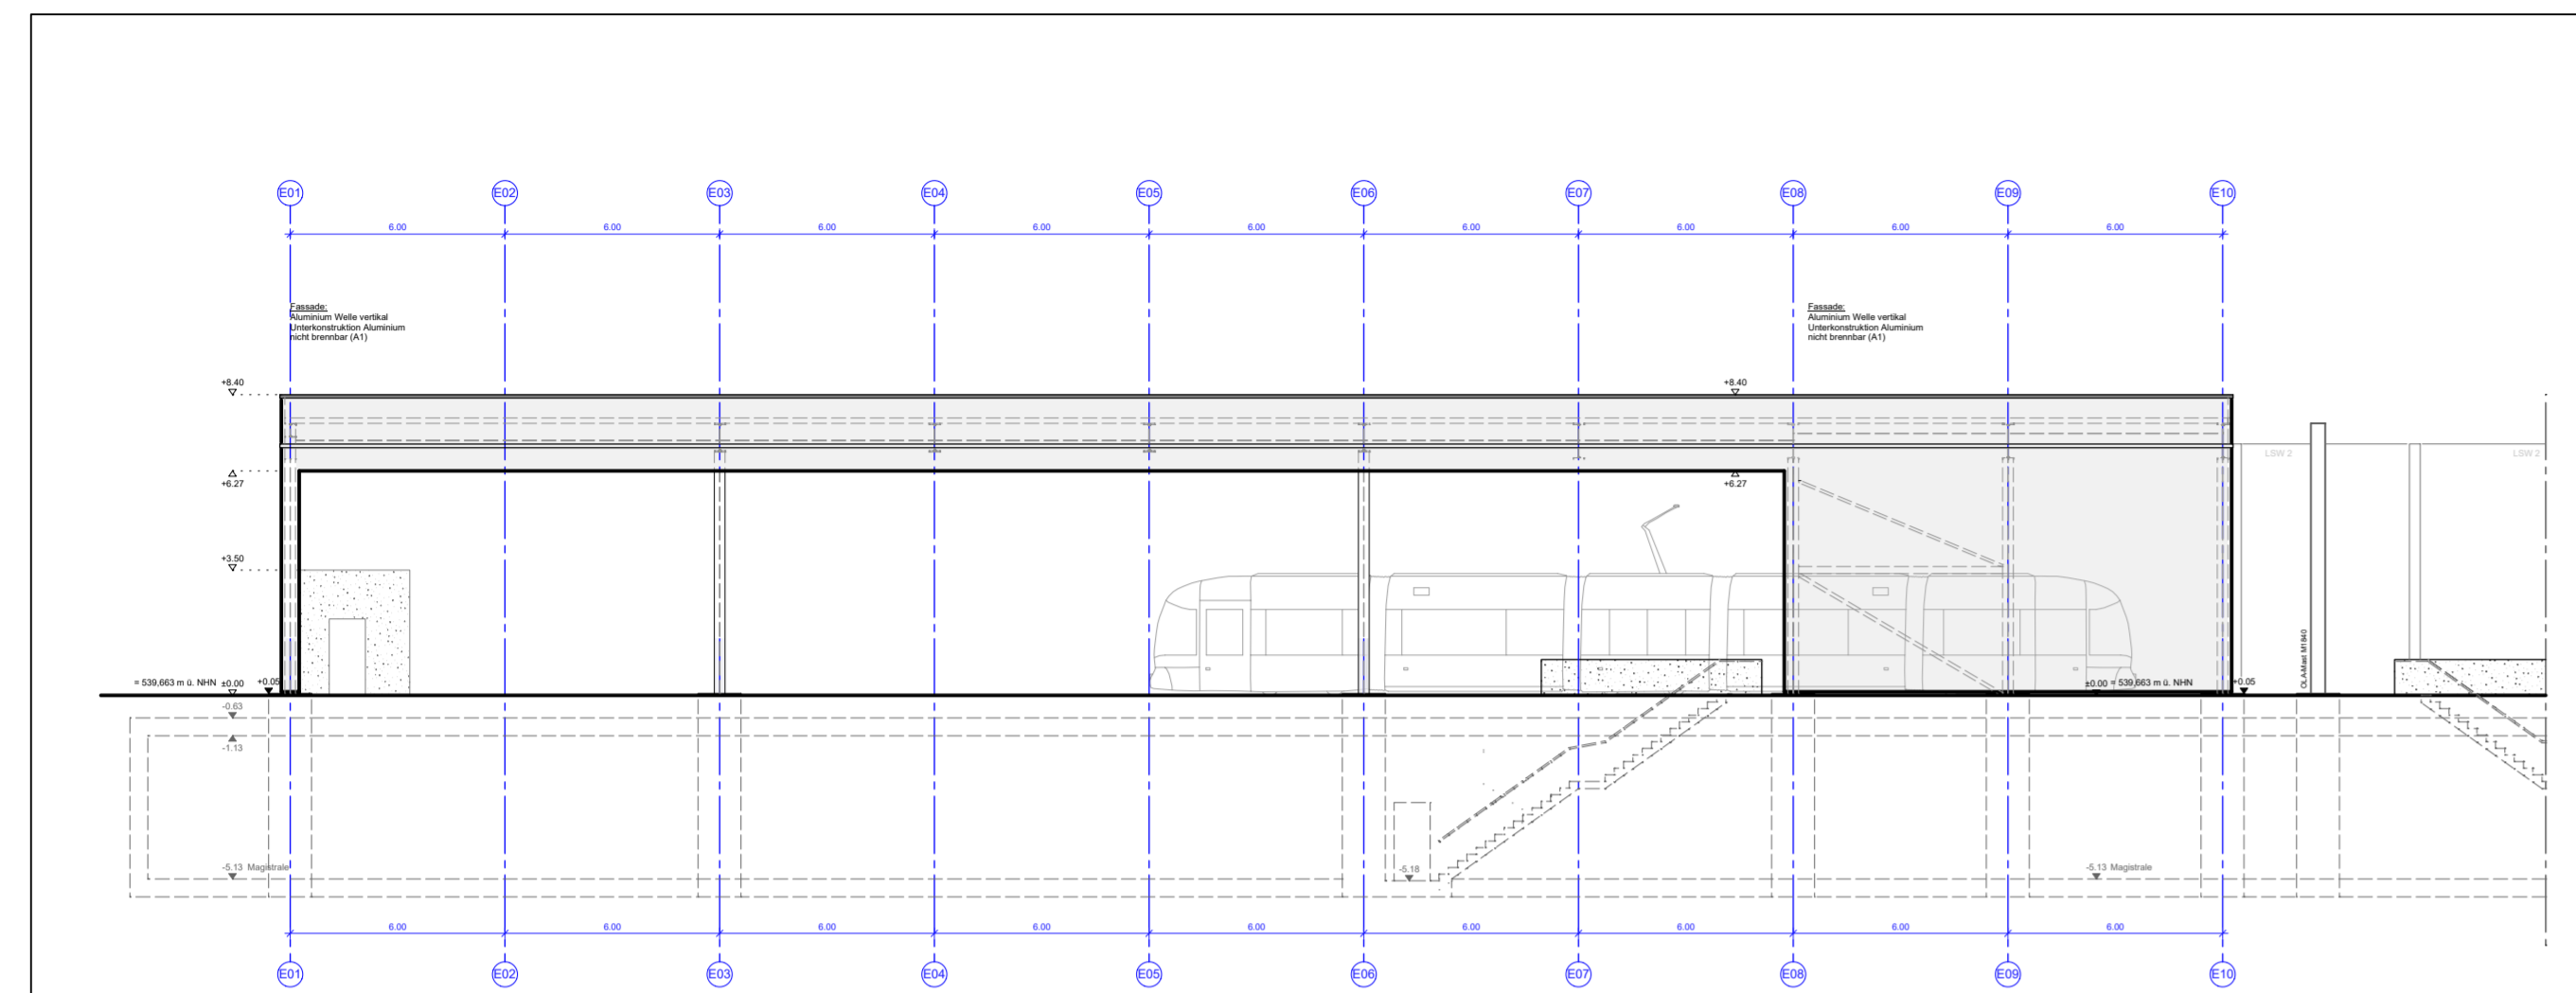 E01 E02 E03 E04 E05 E06 E07 E08 E09 E10
6.00 6.00 6.00 6.00 6.00 6.00 6.00 6.00 6.00
Fassade:
Aluminium Welle vertikal
Unterkonstruktion Aluminium
nicht brennbar (A1)
Fassade:
Aluminium Welle vertikal
Unterkonstruktion Aluminium
nicht brennbar (A1)
+8.40 +8.40
LSW 2 LSW 2
+6.27 +6.27
+3.50
OLA-Mast M1840
= 539,663 m ü. NHN ±0.00 +0.05 ±0.00 = 539,663 m ü. NHN +0.05
-0.63
-1.13
-5.13 Magistrale -5.18 -5.13 Magistrale
6.00 6.00 6.00 6.00 6.00 6.00 6.00 6.00 6.00
E01 E02 E03 E04 E05 E06 E07 E08 E09 E10